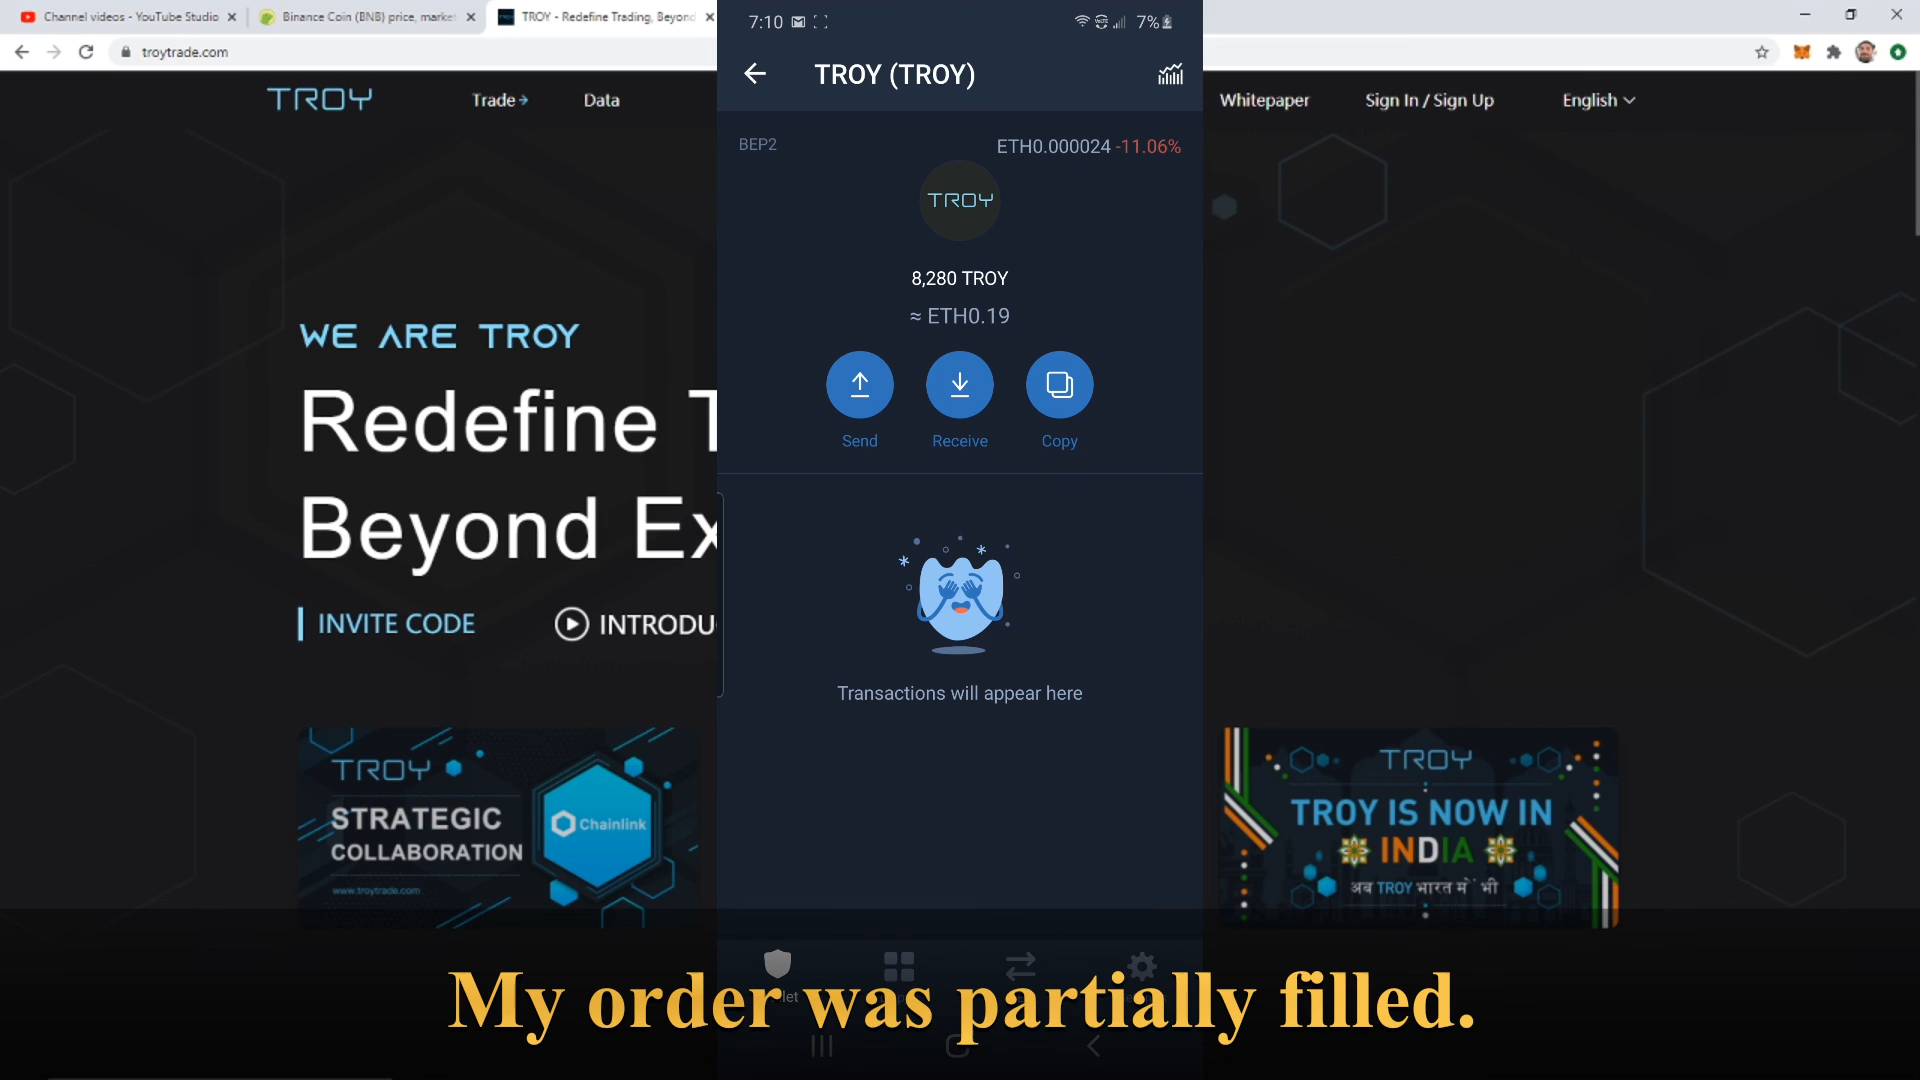 Channel videos - YouTube Studio
Binance Coin (BNB) price, market
TROY - Redefine Trading, Beyond
troytrade.com
TROY
Trade
Data
Whitepaper
Sign In / Sign Up
English
WE ARE TROY
Redefine T
Beyond Ex
INVITE CODE
INTRODU
TROY
STRATEGIC
COLLABORATION
www.troytrade.com
Chainlink
7:10
7%
TROY (TROY)
BEP2
ETH0.000024 -11.06%
TROY
8,280 TROY
≈ ETH0.19
Send
Receive
Copy
Transactions will appear here
TROY
TROY IS NOW IN
INDIA
अब TROY भारत में भी
My order was partially filled.